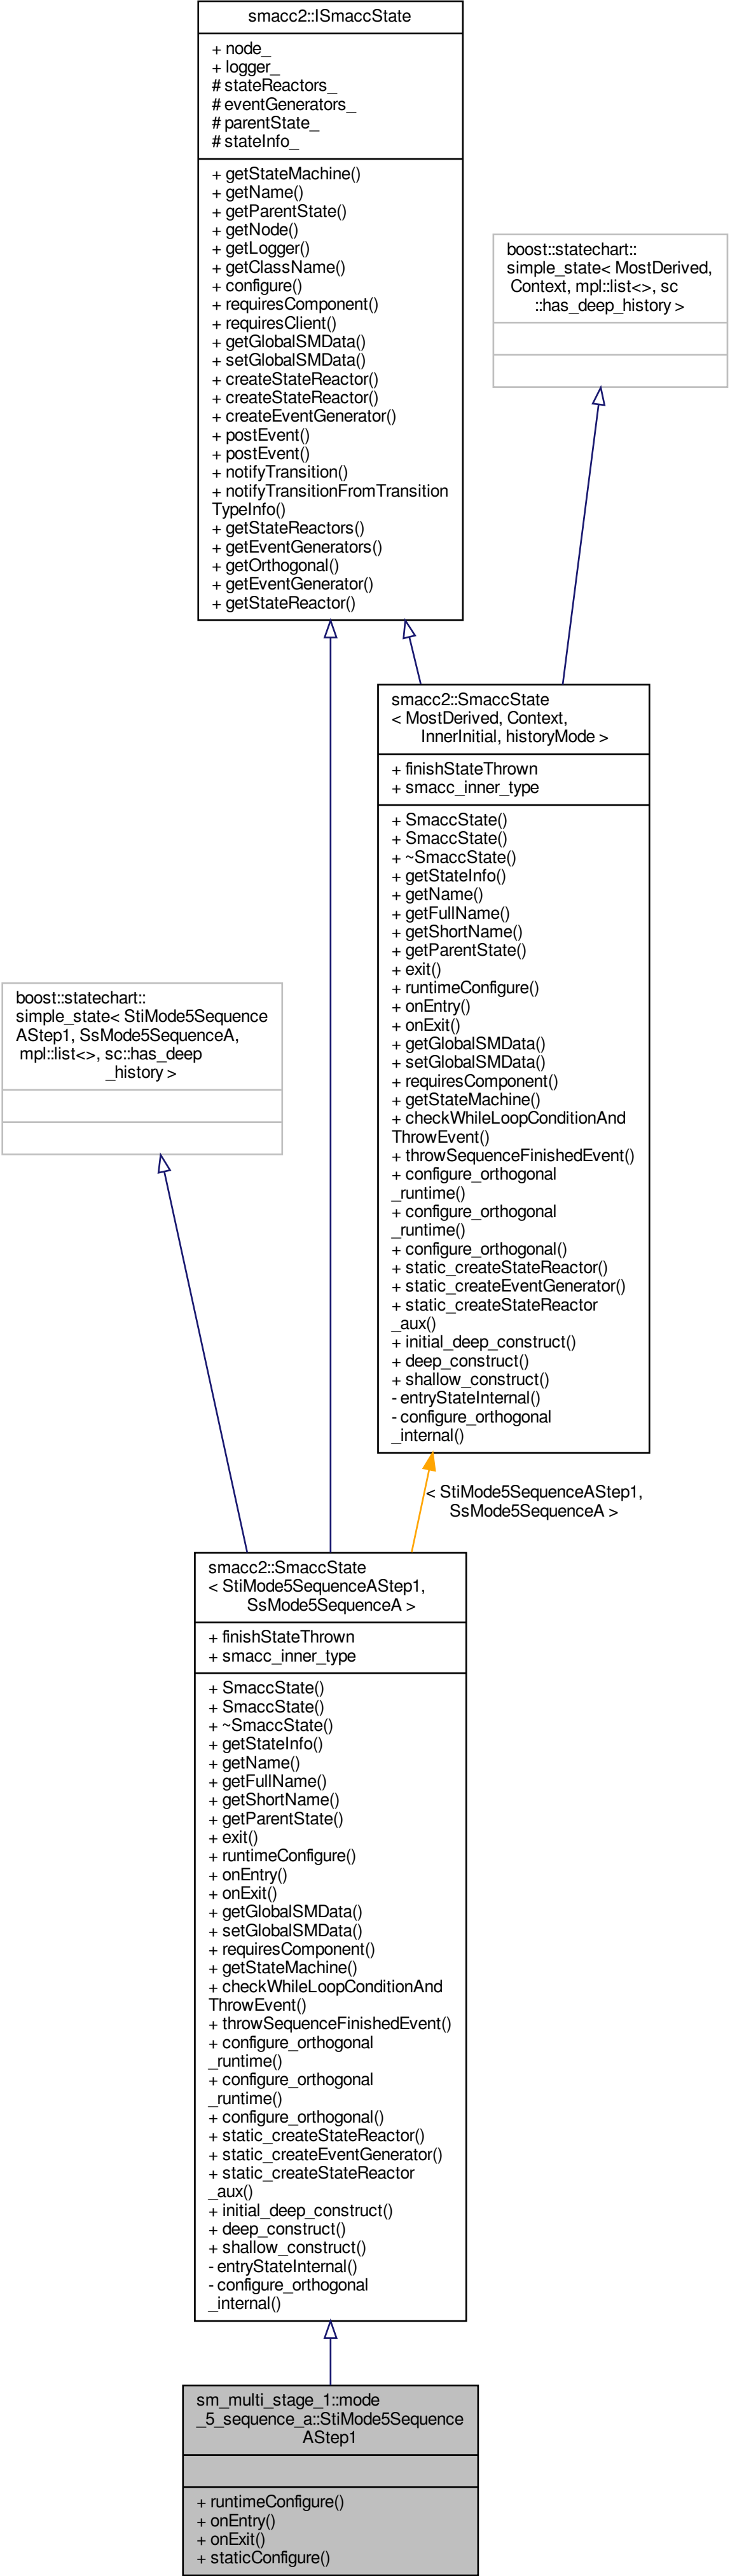 smacc2::ISmaccState
+ node_
+ logger_
# stateReactors_
# eventGenerators_
# parentState_
# stateInfo_
+ getStateMachine()
+ getName()
+ getParentState()
+ getNode()
+ getLogger()
+ getClassName()
+ configure()
+ requiresComponent()
+ requiresClient()
+ getGlobalSMData()
+ setGlobalSMData()
+ createStateReactor()
+ createStateReactor()
+ createEventGenerator()
+ postEvent()
+ postEvent()
+ notifyTransition()
+ notifyTransitionFromTransition
TypeInfo()
+ getStateReactors()
+ getEventGenerators()
+ getOrthogonal()
+ getEventGenerator()
+ getStateReactor()
boost::statechart::
simple_state< MostDerived,
Context, mpl::list<>, sc
::has_deep_history >
smacc2::SmaccState
< MostDerived, Context,
InnerInitial, historyMode >
+ finishStateThrown
+ smacc_inner_type
+ SmaccState()
+ SmaccState()
+ ~SmaccState()
+ getStateInfo()
+ getName()
+ getFullName()
+ getShortName()
+ getParentState()
+ exit()
+ runtimeConfigure()
+ onEntry()
+ onExit()
+ getGlobalSMData()
+ setGlobalSMData()
+ requiresComponent()
+ getStateMachine()
+ checkWhileLoopConditionAnd
ThrowEvent()
+ throwSequenceFinishedEvent()
+ configure_orthogonal
_runtime()
+ configure_orthogonal
_runtime()
+ configure_orthogonal()
+ static_createStateReactor()
+ static_createEventGenerator()
+ static_createStateReactor
_aux()
+ initial_deep_construct()
+ deep_construct()
+ shallow_construct()
- entryStateInternal()
- configure_orthogonal
_internal()
boost::statechart::
simple_state< StiMode5Sequence
AStep1, SsMode5SequenceA,
mpl::list<>, sc::has_deep
_history >
< StiMode5SequenceAStep1,
SsMode5SequenceA >
smacc2::SmaccState
< StiMode5SequenceAStep1,
SsMode5SequenceA >
+ finishStateThrown
+ smacc_inner_type
+ SmaccState()
+ SmaccState()
+ ~SmaccState()
+ getStateInfo()
+ getName()
+ getFullName()
+ getShortName()
+ getParentState()
+ exit()
+ runtimeConfigure()
+ onEntry()
+ onExit()
+ getGlobalSMData()
+ setGlobalSMData()
+ requiresComponent()
+ getStateMachine()
+ checkWhileLoopConditionAnd
ThrowEvent()
+ throwSequenceFinishedEvent()
+ configure_orthogonal
_runtime()
+ configure_orthogonal
_runtime()
+ configure_orthogonal()
+ static_createStateReactor()
+ static_createEventGenerator()
+ static_createStateReactor
_aux()
+ initial_deep_construct()
+ deep_construct()
+ shallow_construct()
- entryStateInternal()
- configure_orthogonal
_internal()
sm_multi_stage_1::mode
_5_sequence_a::StiMode5Sequence
AStep1
+ runtimeConfigure()
+ onEntry()
+ onExit()
+ staticConfigure()